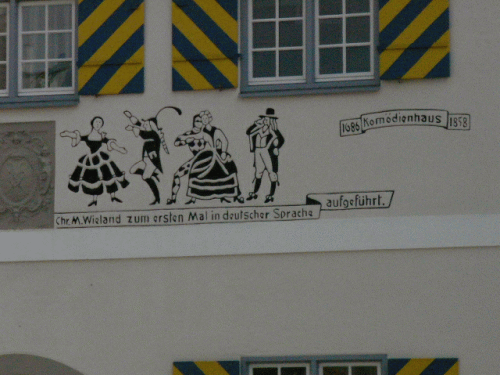 1686 Komedienhaus 1858
Chr. M. Wieland zum ersten Mal in deutscher Sprache aufgeführt.